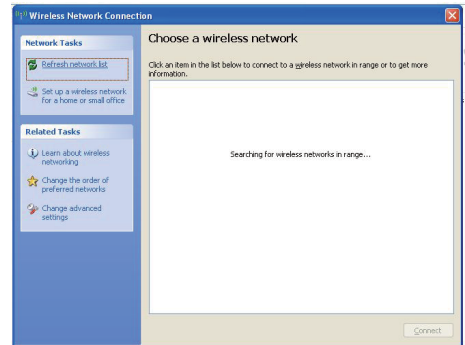 Wireless Network Connection
Network Tasks
Refresh network list
Set up a wireless network
for a home or small office
Related Tasks
Learn about wireless
networking
Change the order of
preferred networks
Change advanced
settings
Choose a wireless network
Click an item in the list below to connect to a wireless network in range or to get more
information.
Searching for wireless networks in range...
Connect